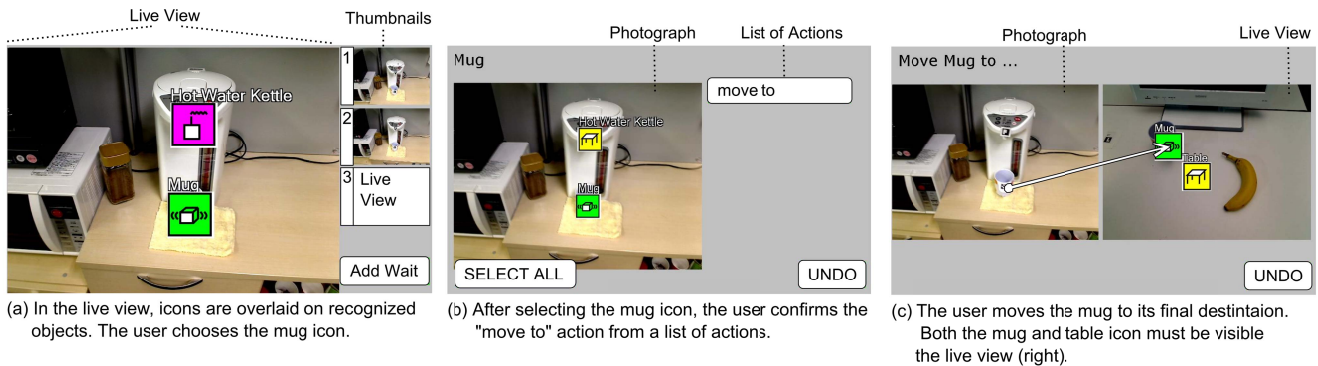 Live View
Thumbnails
Hot Water Kettle
Mug
1
2
3 Live
View
Add Wait
(a) In the live view, icons are overlaid on recognized
objects. The user chooses the mug icon.
Photograph
List of Actions
Mug
move to
Hot Water Kettle
Mug
SELECT ALL
UNDO
(b) After selecting the mug icon, the user confirms the
"move to" action from a list of actions.
Photograph
Live View
Move Mug to ...
Mug
Table
UNDO
(c) The user moves the mug to its final destintaion.
Both the mug and table icon must be visible
the live view (right).